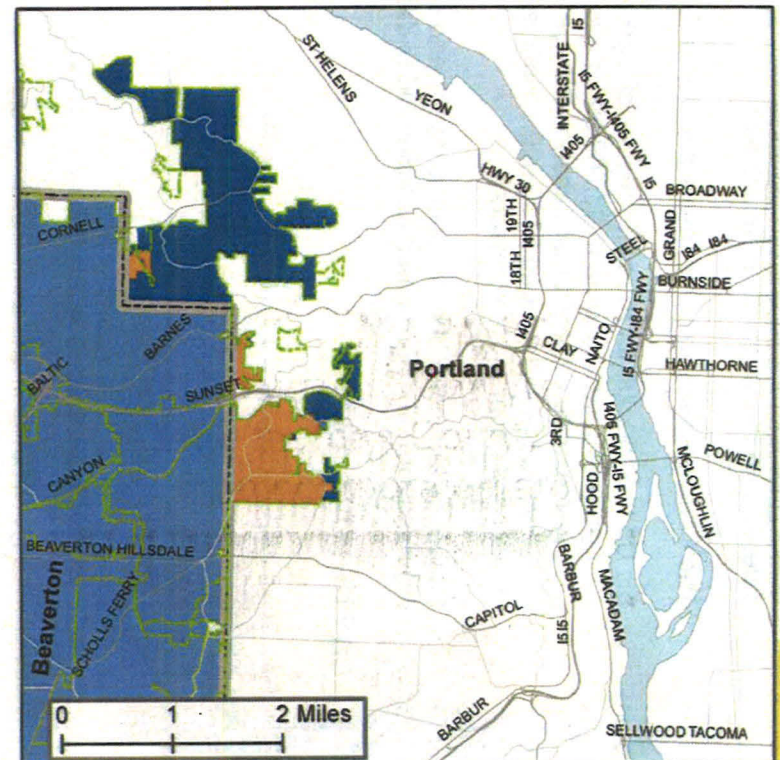 I5
ST HELENS
INTERSTATE
I5 FWY-I405 FWY
YEON
I405
I5
HWY 30
BROADWAY
19TH
I405
GRAND
CORNELL
STEEL
I84
I84
18TH
BURNSIDE
I5 FWY-I84 FWY
BARNES
I405
CLAY
NAITO
HAWTHORNE
Portland
BALTIC
SUNSET
3RD
I405 FWY-I5 FWY
POWELL
MCLOUGHLIN
CANYON
HOOD
BEAVERTON HILLSDALE
BARBUR
MACADAM
Beaverton
SCHOLLS FERRY
CAPITOL
I5
I5
BARBUR
0 1 2 Miles
SELLWOOD TACOMA